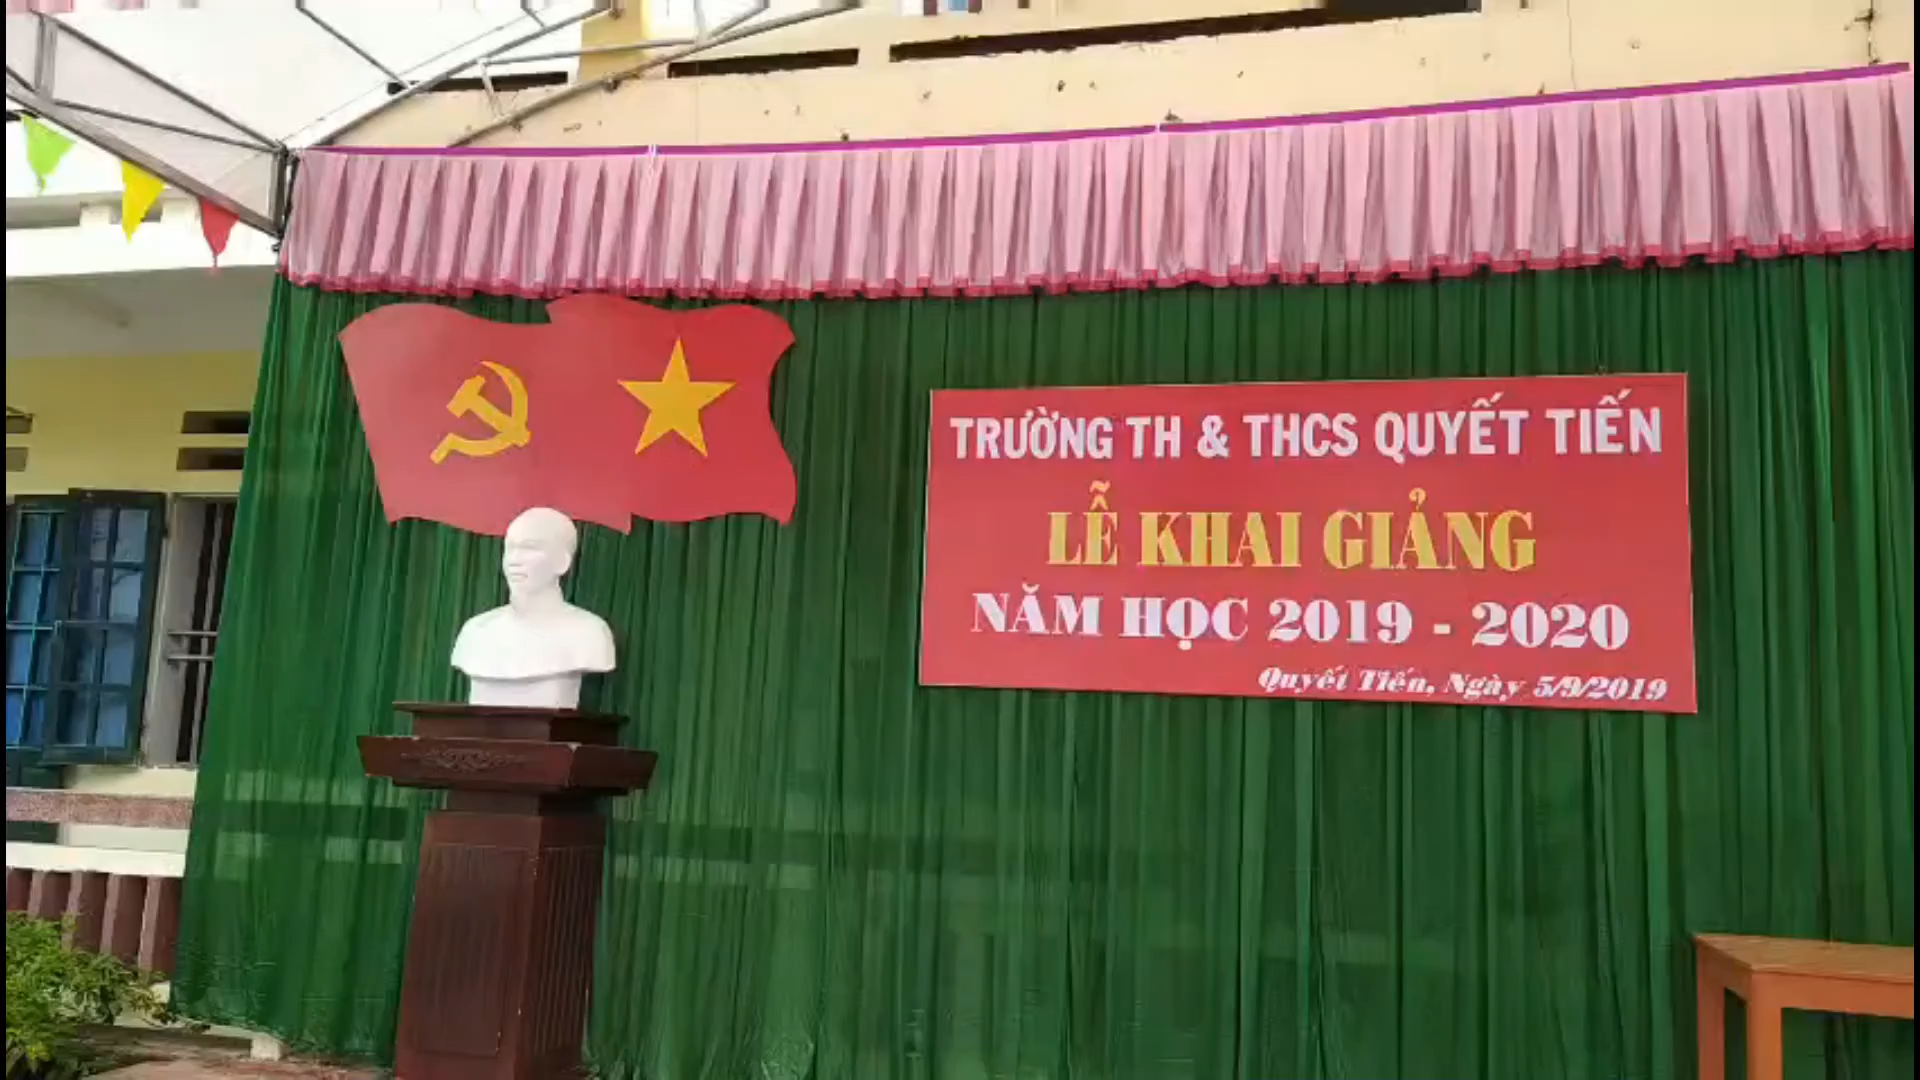 TRƯỜNG TH & THCS QUYẾT TIẾN
LỄ KHAI GIẢNG
NĂM HỌC 2019 - 2020
Quyết Tiến, Ngày 5/9/2019